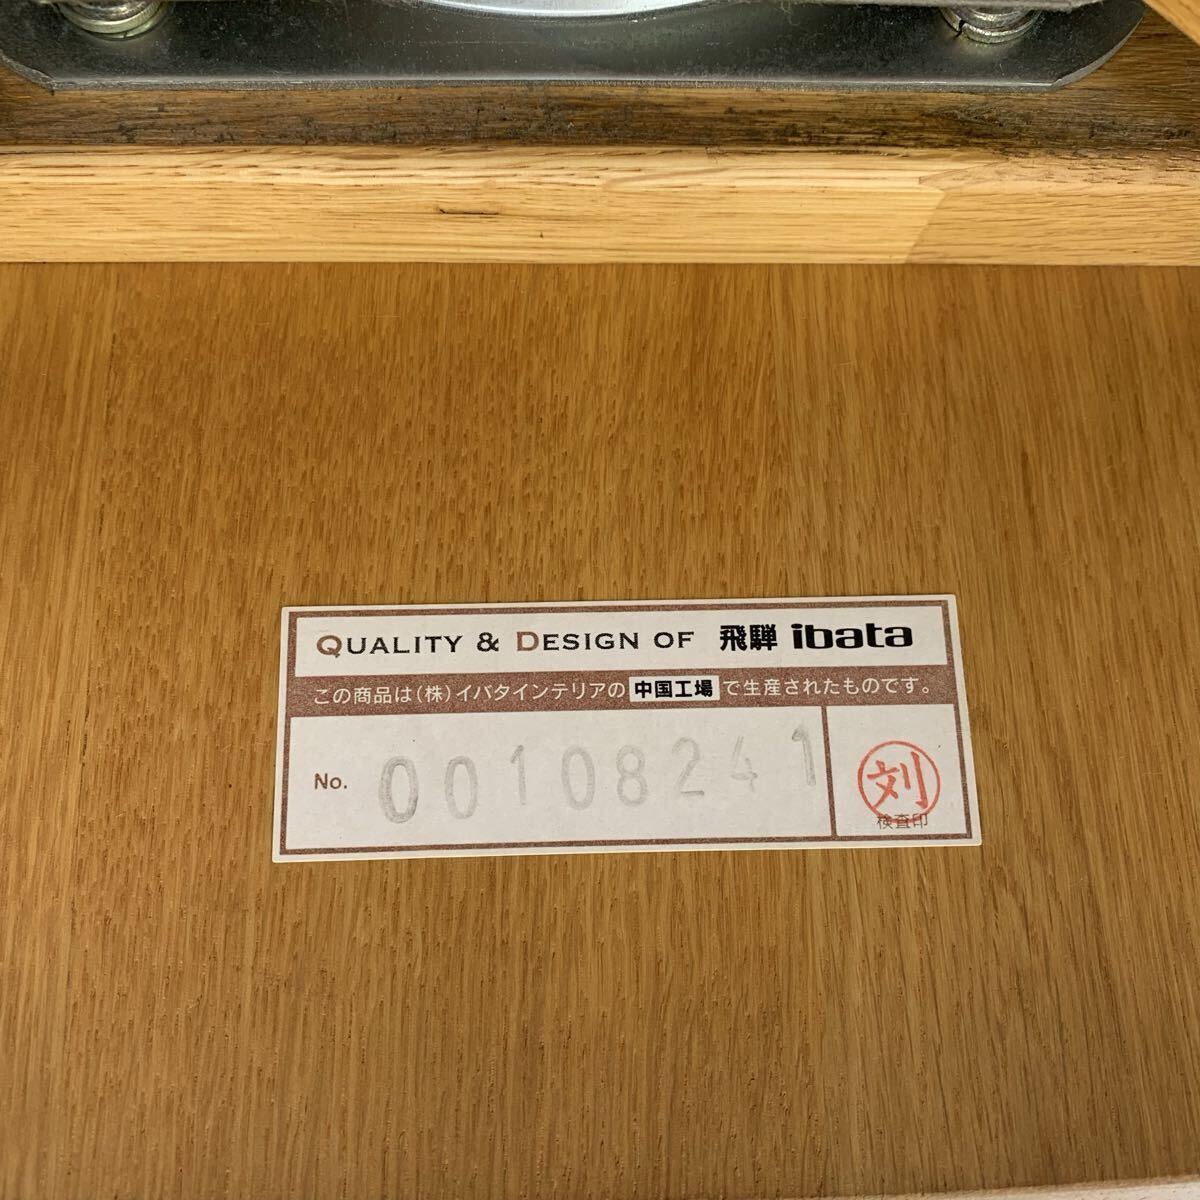 QUALITY & DESIGN OF 飛騨 ibata
この商品は(株)イバタインテリアの 中国工場 で生産されたものです。
No. 00108241
刘
検査印